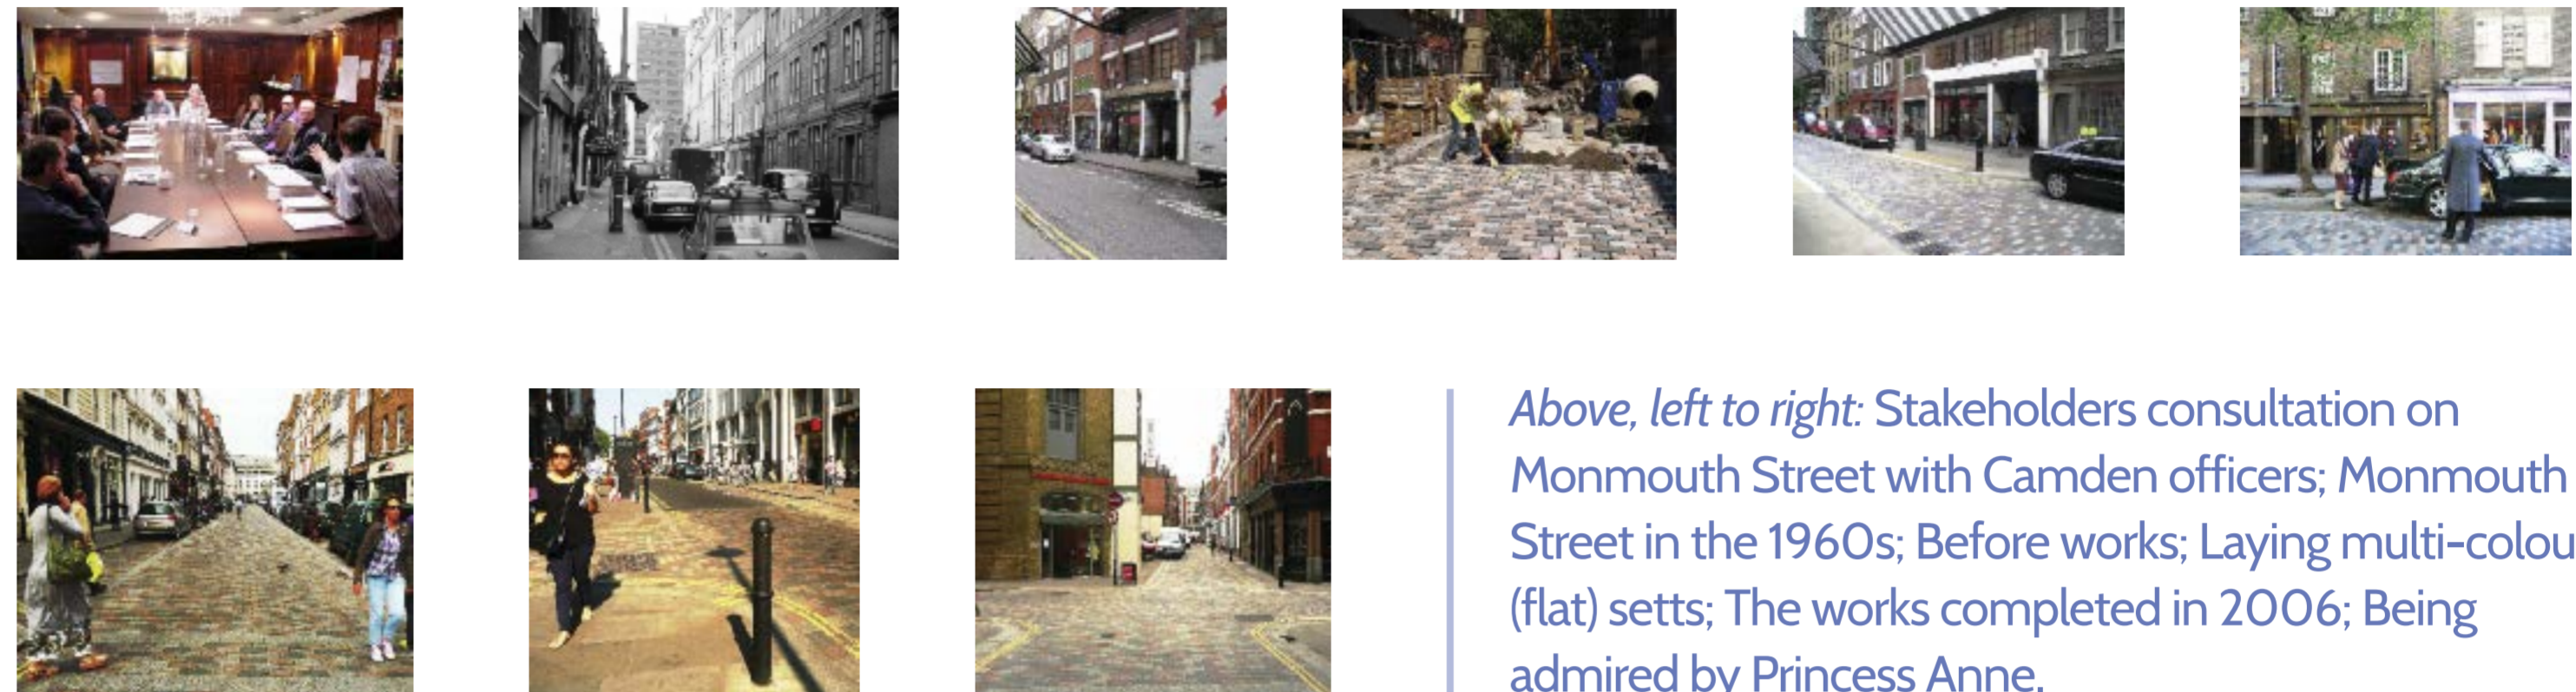 Above, left to right: Stakeholders consultation on
Monmouth Street with Camden officers; Monmouth
Street in the 1960s; Before works; Laying multi-colou
(flat) setts; The works completed in 2006; Being
admired by Princess Anne.